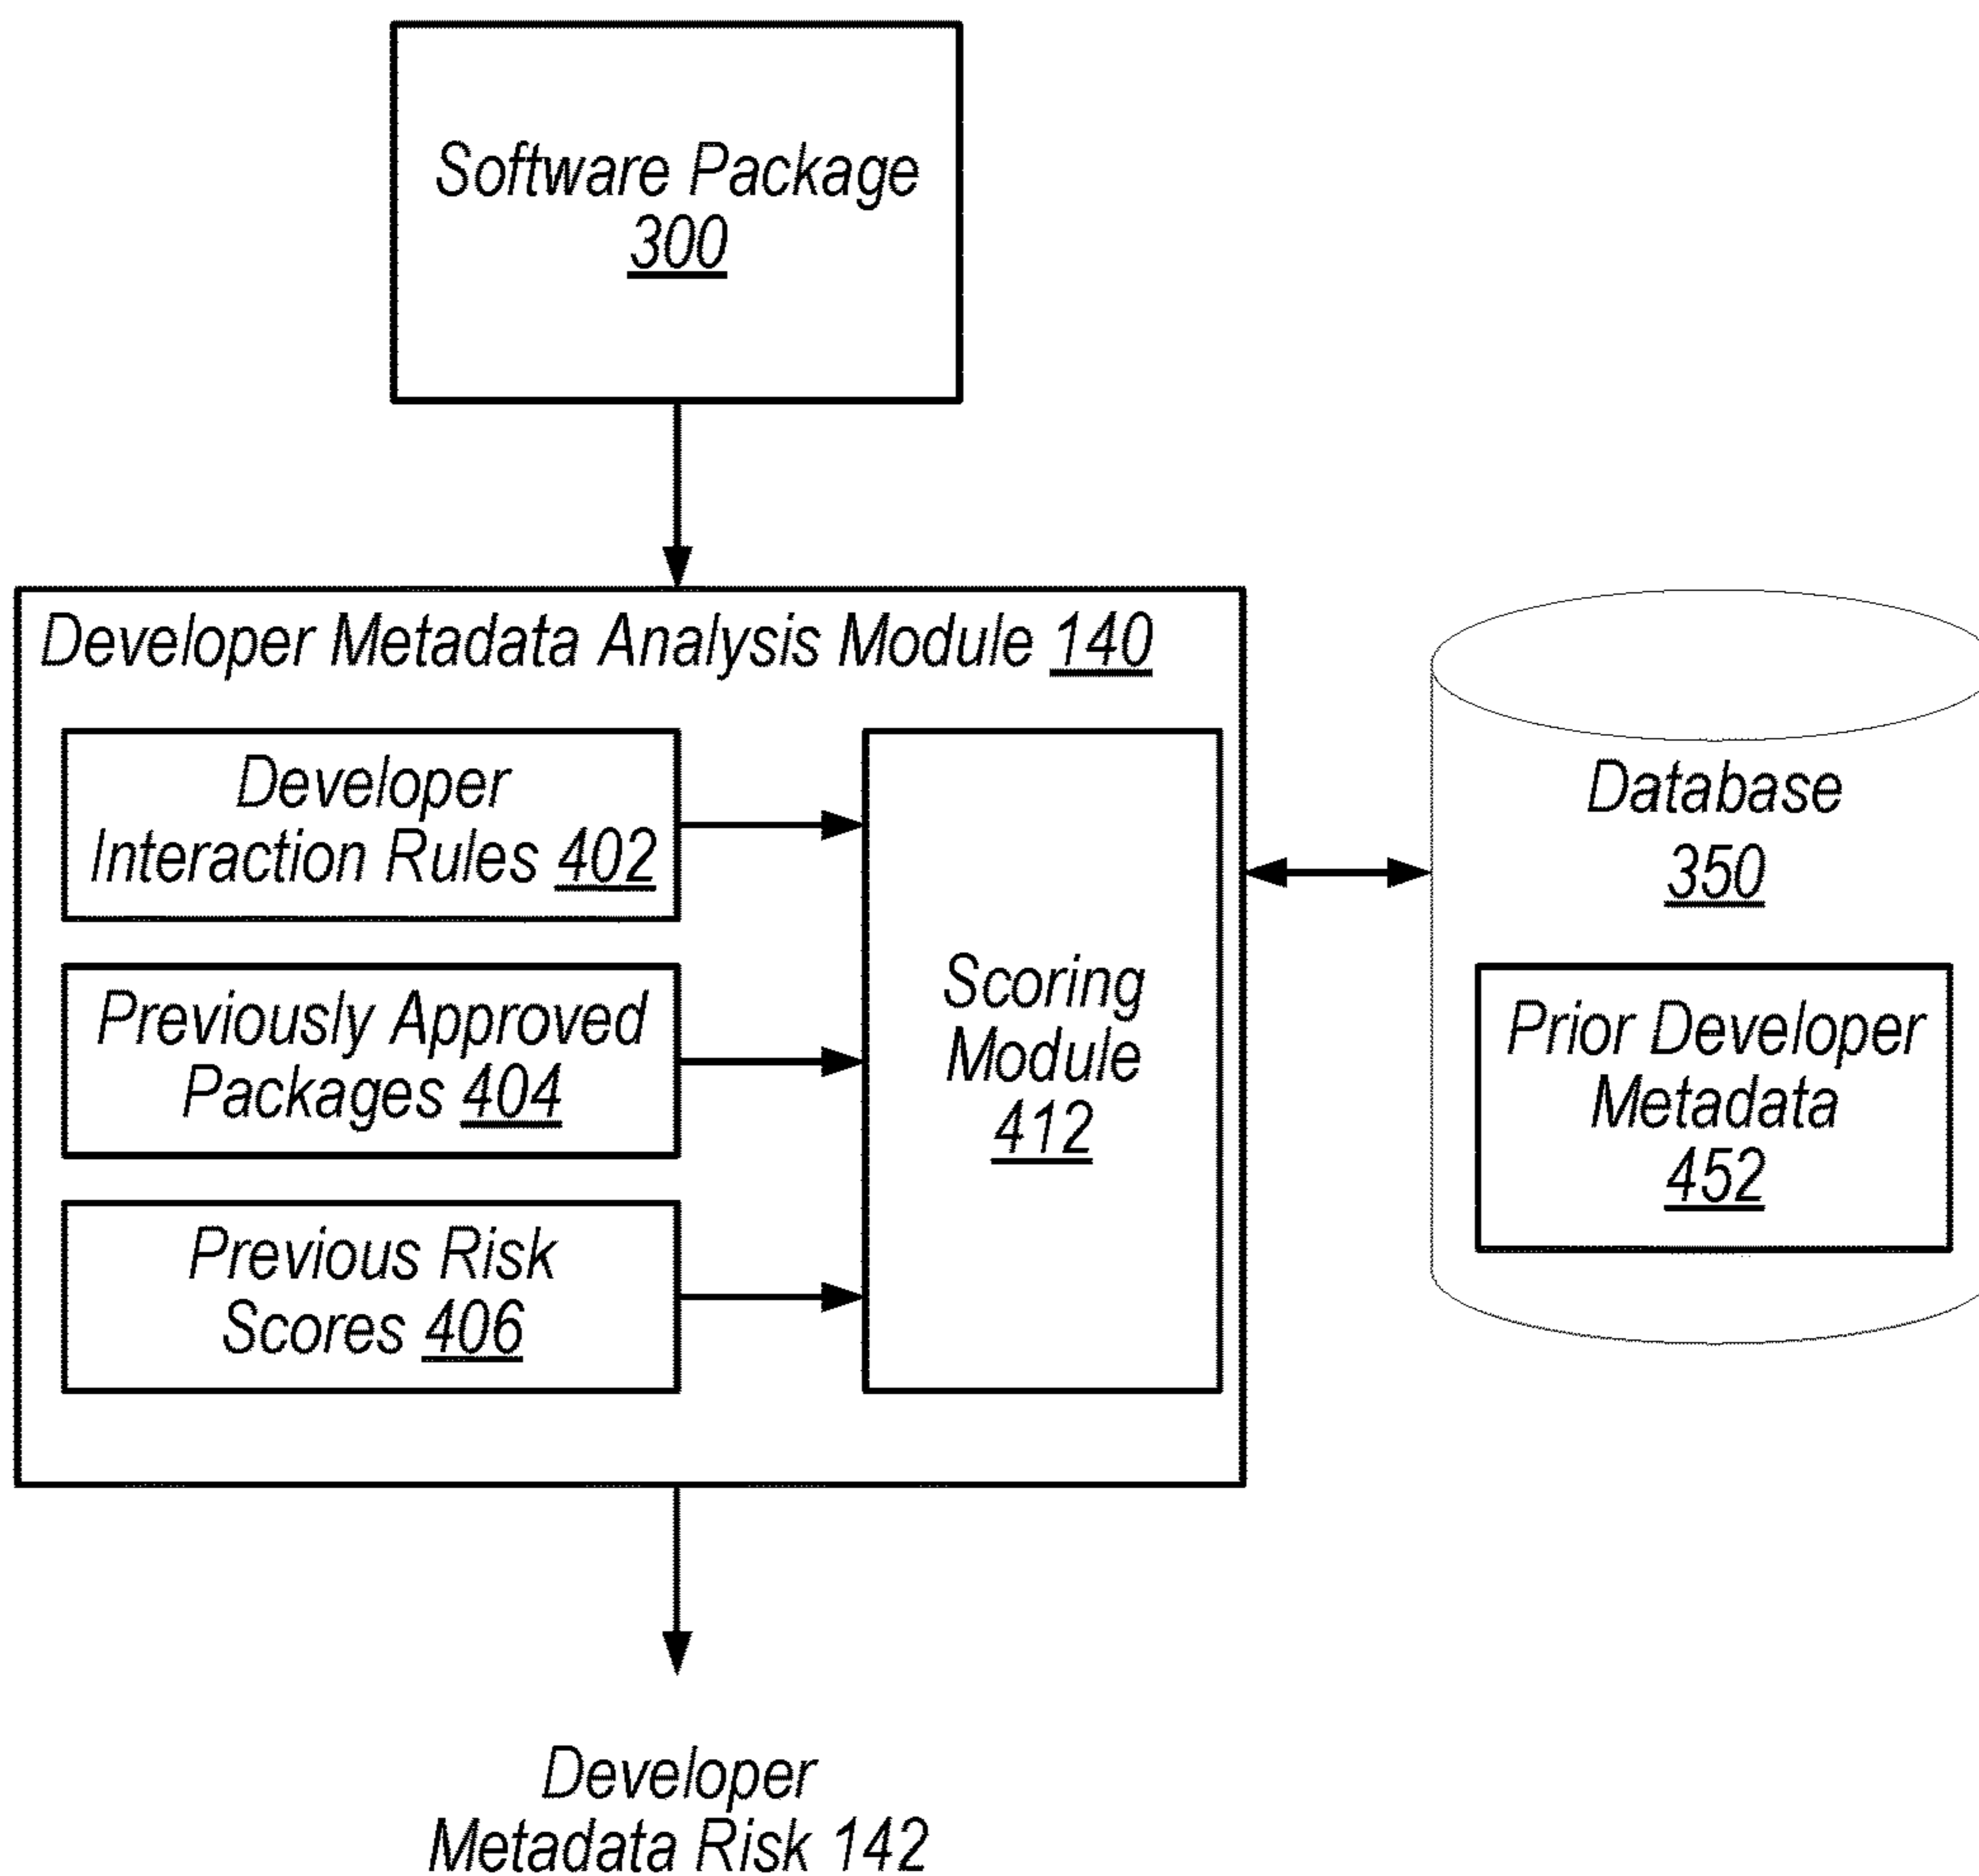 Software Package
300
Developer Metadata Analysis Module 140
Developer
Interaction Rules 402
Previously Approved
Packages 404
Previous Risk
Scores 406
Scoring
Module
412
Database
350
Prior Developer
Metadata
452
Developer
Metadata Risk 142